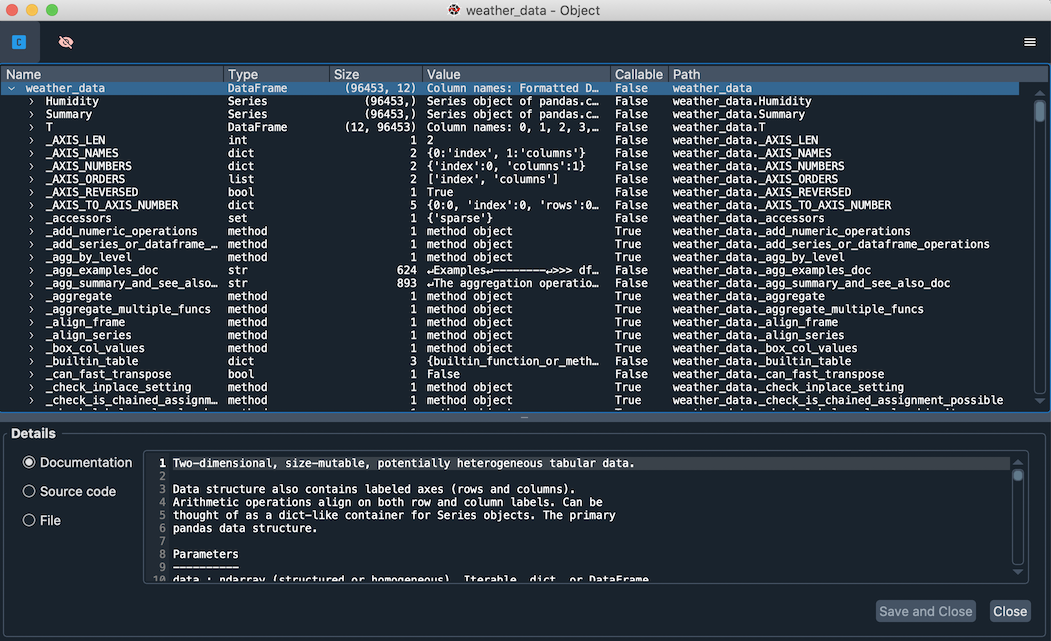 weather_data - Object
C
Name Type Size Value Callable Path
weather_data DataFrame (96453, 12) Column names: Formatted D… False weather_data
Humidity Series (96453,) Series object of pandas.c… False weather_data.Humidity
Summary Series (96453,) Series object of pandas.c… False weather_data.Summary
T DataFrame (12, 96453) Column names: 0, 1, 2, 3,… False weather_data.T
_AXIS_LEN int 1 2 False weather_data._AXIS_LEN
_AXIS_NAMES dict 2 {0:'index', 1:'columns'} False weather_data._AXIS_NAMES
_AXIS_NUMBERS dict 2 {'index':0, 'columns':1} False weather_data._AXIS_NUMBERS
_AXIS_ORDERS list 2 ['index', 'columns'] False weather_data._AXIS_ORDERS
_AXIS_REVERSED bool 1 True False weather_data._AXIS_REVERSED
_AXIS_TO_AXIS_NUMBER dict 5 {0:0, 'index':0, 'rows':0… False weather_data._AXIS_TO_AXIS_NUMBER
_accessors set 1 {'sparse'} False weather_data._accessors
_add_numeric_operations method 1 method object True weather_data._add_numeric_operations
_add_series_or_dataframe_… method 1 method object True weather_data._add_series_or_dataframe_operations
_agg_by_level method 1 method object True weather_data._agg_by_level
_agg_examples_doc str 624 ↵Examples↵--------↵>>> df… False weather_data._agg_examples_doc
_agg_summary_and_see_also… str 893 ↵The aggregation operatio… False weather_data._agg_summary_and_see_also_doc
_aggregate method 1 method object True weather_data._aggregate
_aggregate_multiple_funcs method 1 method object True weather_data._aggregate_multiple_funcs
_align_frame method 1 method object True weather_data._align_frame
_align_series method 1 method object True weather_data._align_series
_box_col_values method 1 method object True weather_data._box_col_values
_builtin_table dict 3 {builtin_function_or_meth… False weather_data._builtin_table
_can_fast_transpose bool 1 False False weather_data._can_fast_transpose
_check_inplace_setting method 1 method object True weather_data._check_inplace_setting
_check_is_chained_assignm… method 1 method object True weather_data._check_is_chained_assignment_possible
Details
Documentation
Source code
File
1 Two-dimensional, size-mutable, potentially heterogeneous tabular data.
2
3 Data structure also contains labeled axes (rows and columns).
4 Arithmetic operations align on both row and column labels. Can be
5 thought of as a dict-like container for Series objects. The primary
6 pandas data structure.
7
8 Parameters
9 ----------
10 data : ndarray (structured or homogeneous), Iterable, dict, or DataFrame
Save and Close
Close